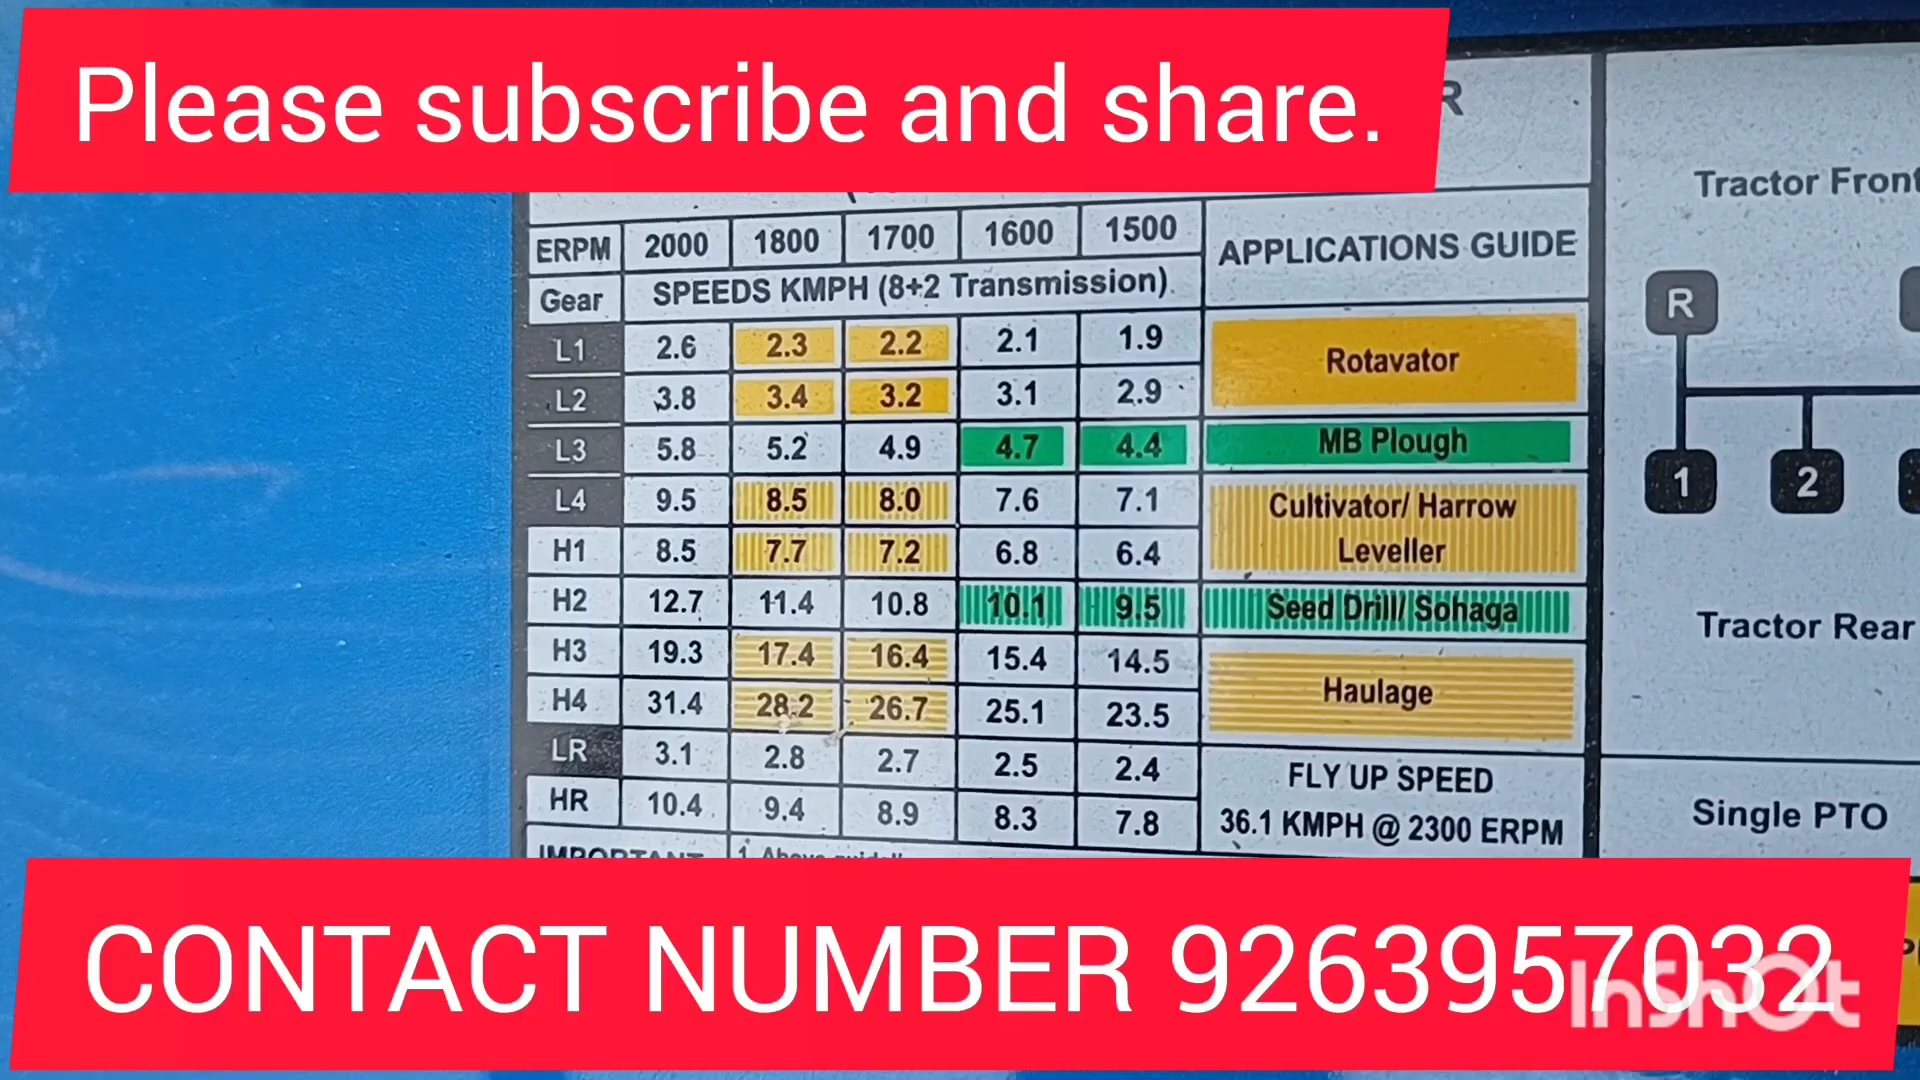 Please subscribe and share.
R
ERPM 2000 1800 1700 1600 1500 APPLICATIONS GUIDE
Gear SPEEDS KMPH (8+2 Transmission)
L1 2.6 2.3 2.2 2.1 1.9 Rotavator
L2 3.8 3.4 3.2 3.1 2.9
L3 5.8 5.2 4.9 4.7 4.4 MB Plough
L4 9.5 8.5 8.0 7.6 7.1 Cultivator/ Harrow
H1 8.5 7.7 7.2 6.8 6.4 Leveller
H2 12.7 11.4 10.8 10.1 9.5 Seed Drill/ Sohaga
H3 19.3 17.4 16.4 15.4 14.5 Haulage
H4 31.4 28.2 26.7 25.1 23.5
LR 3.1 2.8 2.7 2.5 2.4 FLY UP SPEED
HR 10.4 9.4 8.9 8.3 7.8 36.1 KMPH @ 2300 ERPM
IMPORTANT 1. Above
Tractor Front
R
1 2
Tractor Rear
Single PTO
CONTACT NUMBER 9263957032
InShOt